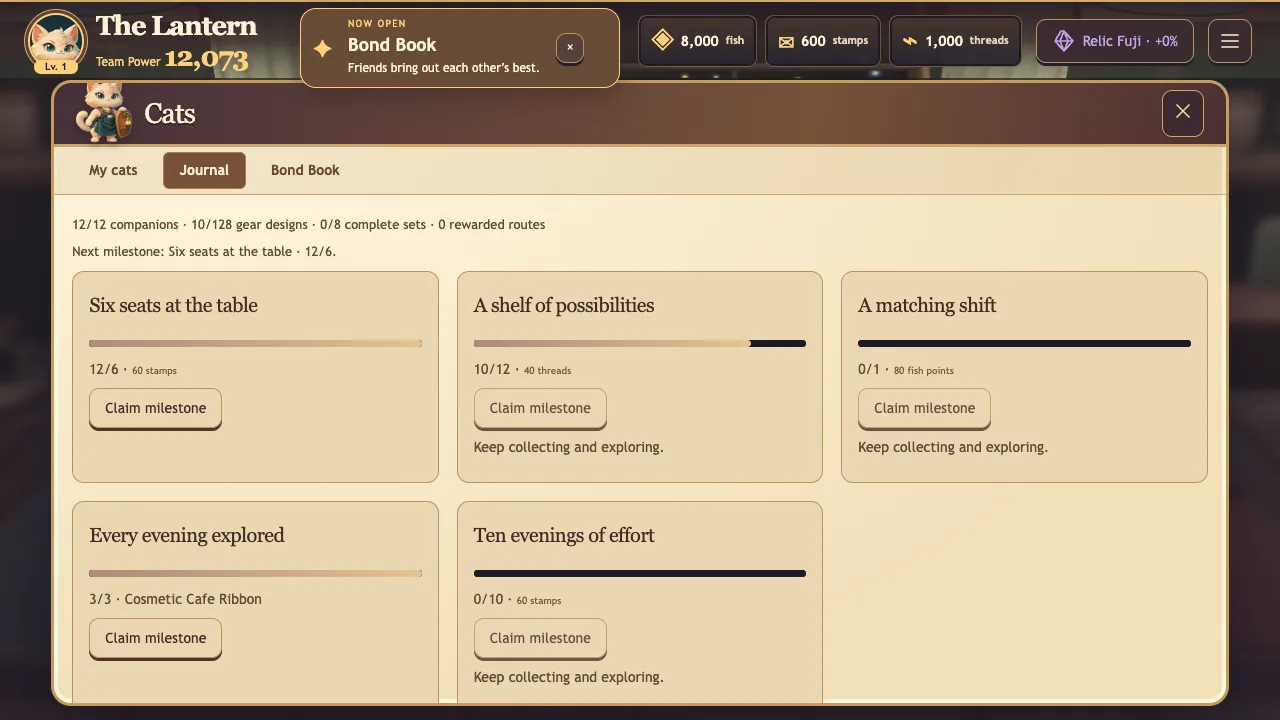 The Lantern
Team Power 12,073
Lv. 1
NOW OPEN
Bond Book
Friends bring out each other's best.
×
8,000 fish
600 stamps
1,000 threads
Relic Fuji · +0%
Cats
My cats
Journal
Bond Book
12/12 companions · 10/128 gear designs · 0/8 complete sets · 0 rewarded routes
Next milestone: Six seats at the table · 12/6.
Six seats at the table
12/6 · 60 stamps
Claim milestone
A shelf of possibilities
10/12 · 40 threads
Claim milestone
Keep collecting and exploring.
A matching shift
0/1 · 80 fish points
Claim milestone
Keep collecting and exploring.
Every evening explored
3/3 · Cosmetic Cafe Ribbon
Claim milestone
Ten evenings of effort
0/10 · 60 stamps
Claim milestone
Keep collecting and exploring.